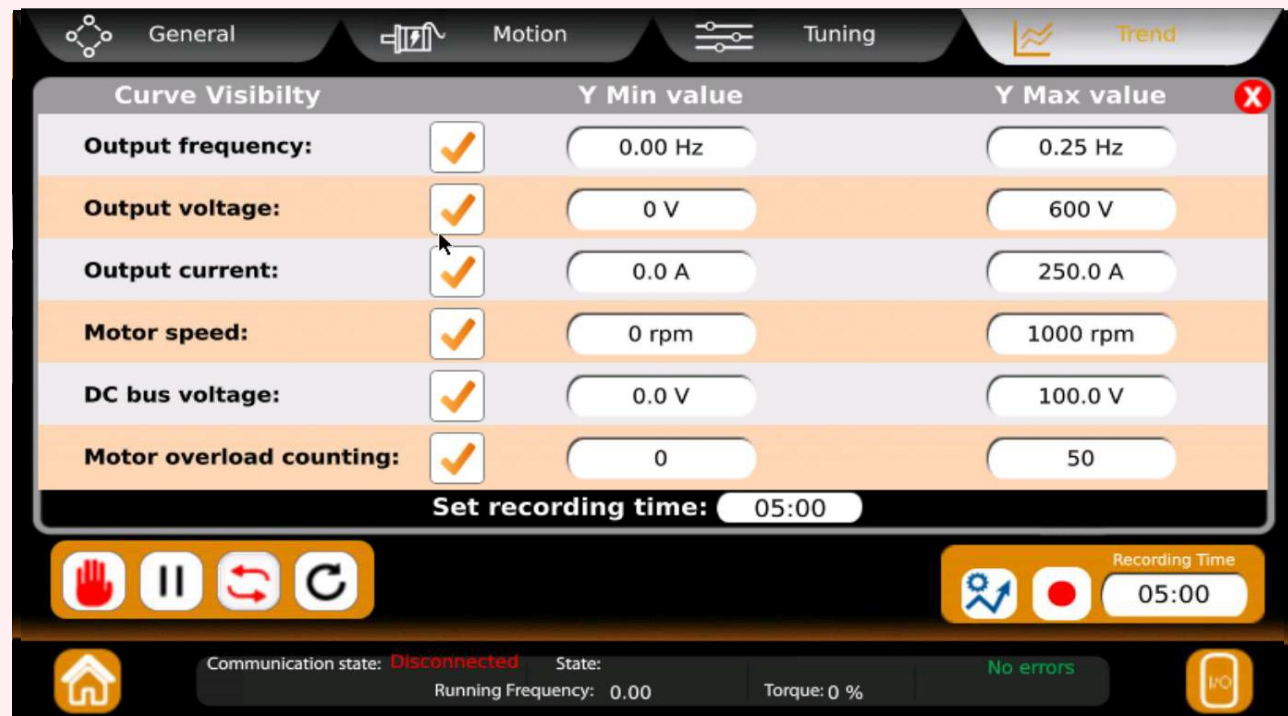 General Motion Tuning Trend
Curve Visibilty Y Min value Y Max value X
Output frequency: 0.00 Hz 0.25 Hz
Output voltage: 0 V 600 V
Output current: 0.0 A 250.0 A
Motor speed: 0 rpm 1000 rpm
DC bus voltage: 0.0 V 100.0 V
Motor overload counting: 0 50
Set recording time: 05:00
Recording Time
05:00
Communication state: Disconnected State: No errors
Running Frequency: 0.00 Torque: 0 %
I/O